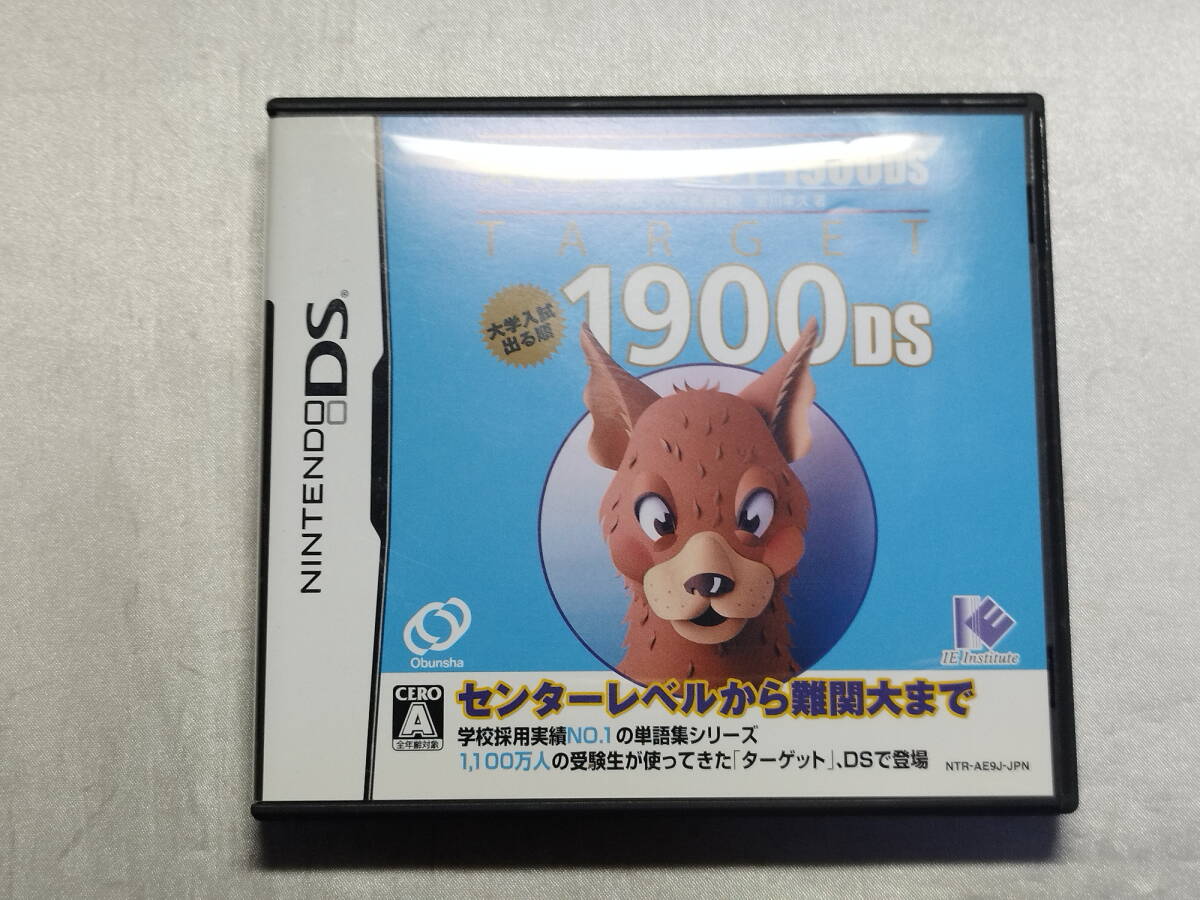 NINTENDO DS®
1900DS
TARGET
1900DS
大学入試
出る順
Obunsha
IE Institute
CERO
A
全年齢対象
センターレベルから難関大まで
学校採用実績NO.1の単語集シリーズ
1,100万人の受験生が使ってきた「ターゲット」、DSで登場
NTR-AE9J-JPN